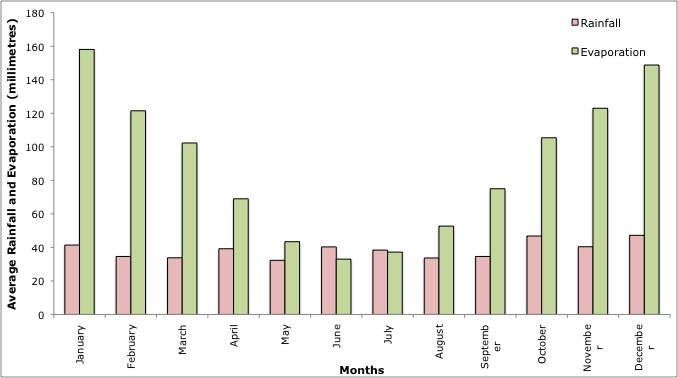 Average Rainfall and Evaporation (millimetres)
180
160
140
120
100
80
60
40
20
0
Rainfall
Evaporation
January
February
March
April
May
June
July
August
Septemb
er
October
Novembe
r
Decembe
r
Months